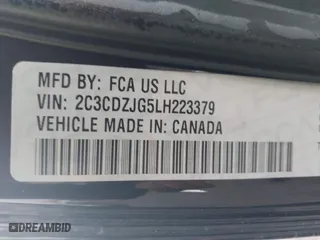 MFD BY: FCA US LLC
VIN: 2C3CDZJG5LH223379
VEHICLE MADE IN: CANADA
DREAMBID